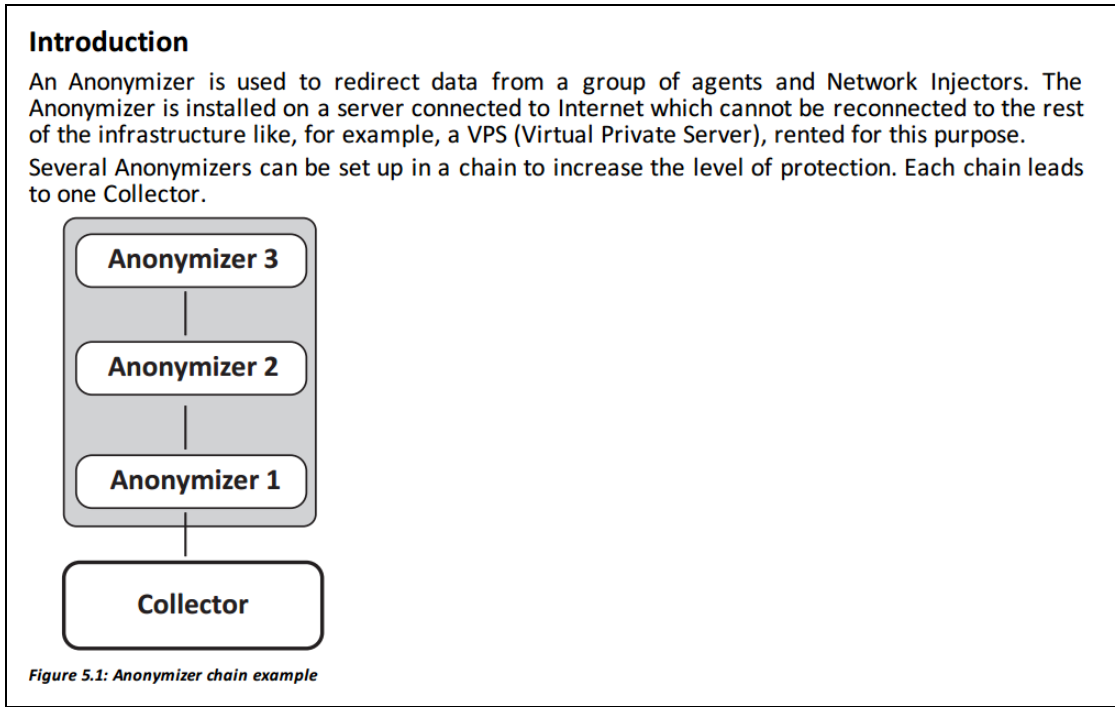 Introduction
An Anonymizer is used to redirect data from a group of agents and Network Injectors. The
Anonymizer is installed on a server connected to Internet which cannot be reconnected to the rest
of the infrastructure like, for example, a VPS (Virtual Private Server), rented for this purpose.
Several Anonymizers can be set up in a chain to increase the level of protection. Each chain leads
to one Collector.
Anonymizer 3
Anonymizer 2
Anonymizer 1
Collector
Figure 5.1: Anonymizer chain example